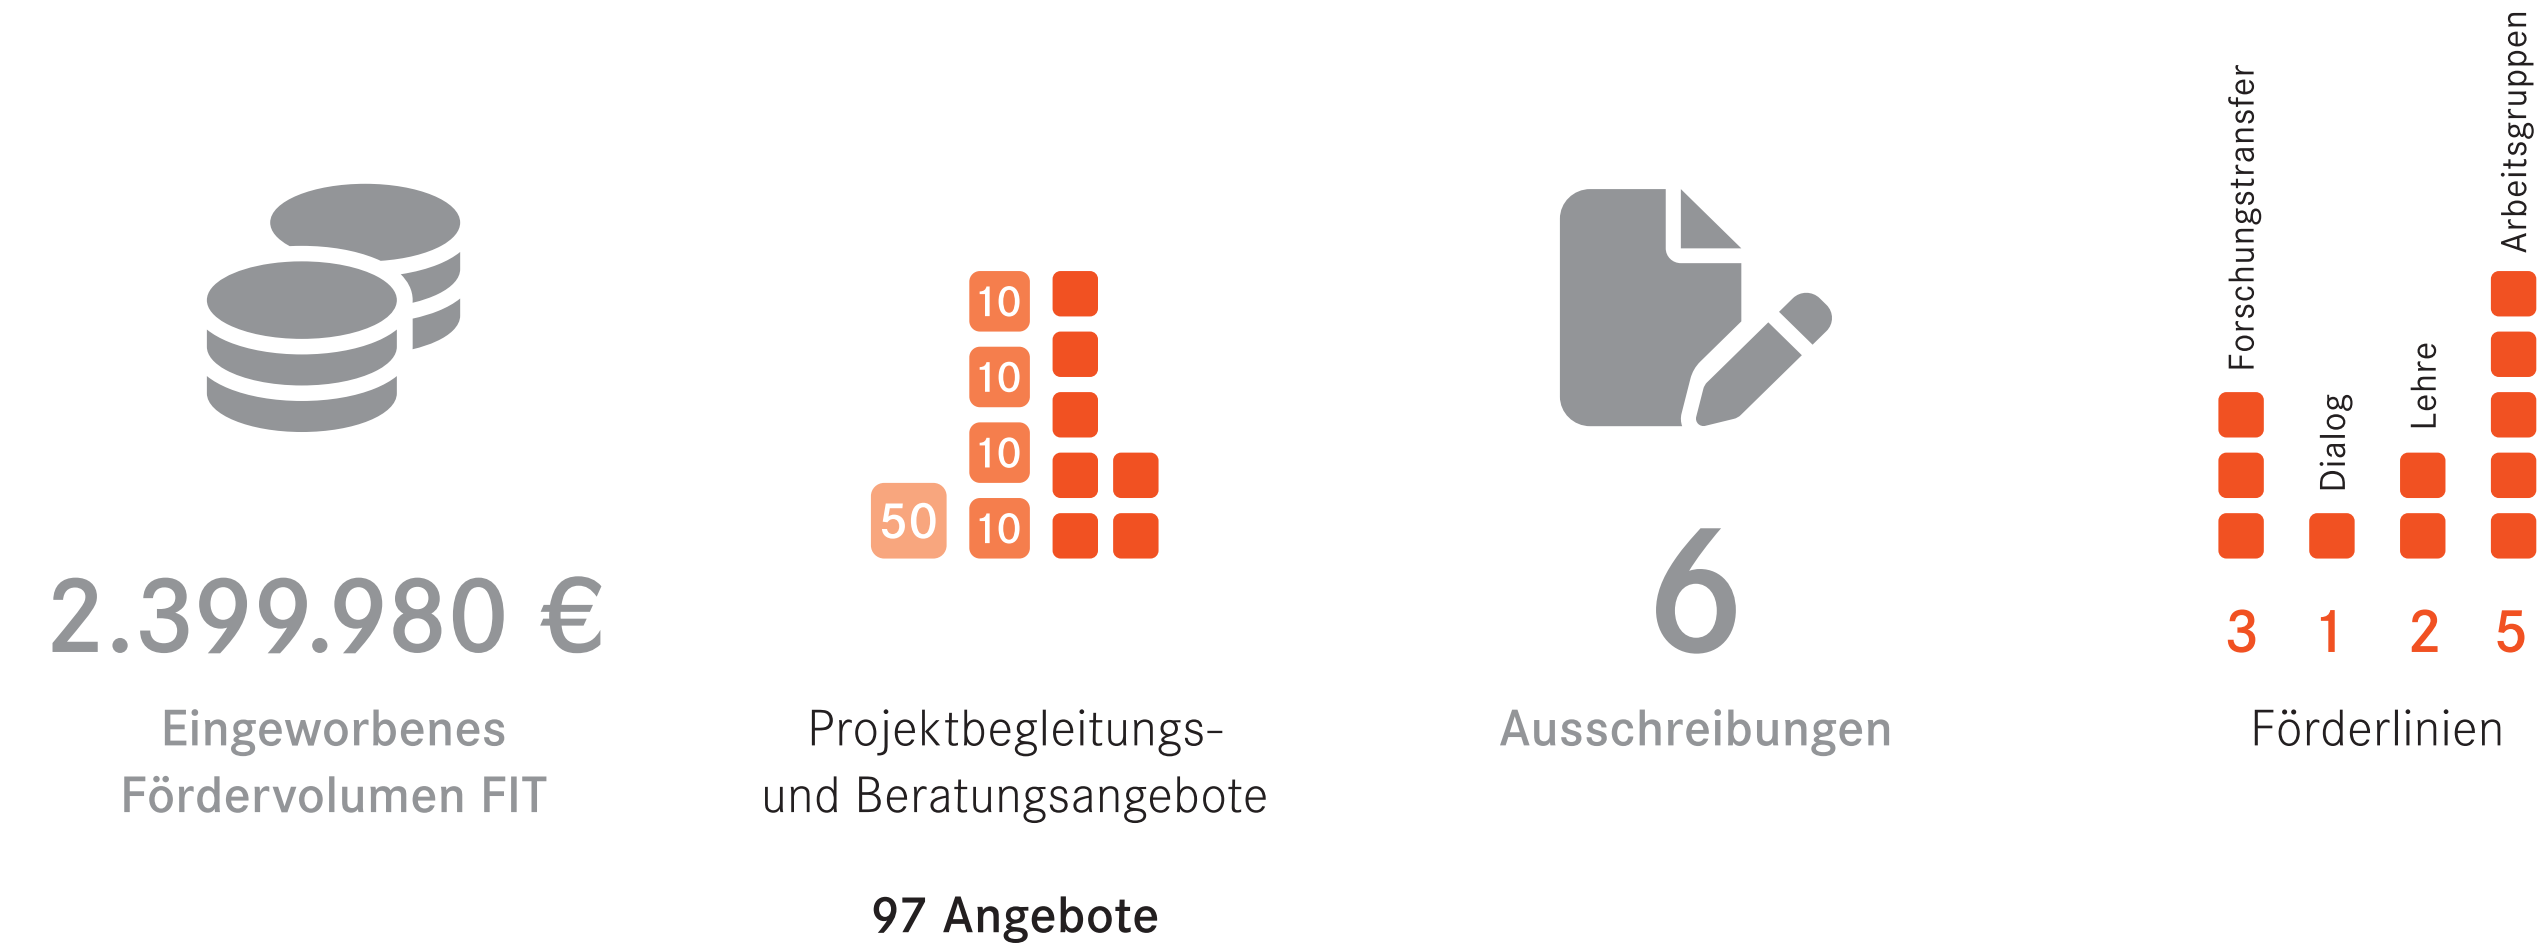 2.399.980 €
Eingeworbenes
Fördervolumen FIT
10
10
10
50
10
Projektbegleitungs-
und Beratungsangebote
97 Angebote
6
Ausschreibungen
Forschungstransfer
Dialog
Lehre
Arbeitsgruppen
3 1 2 5
Förderlinien